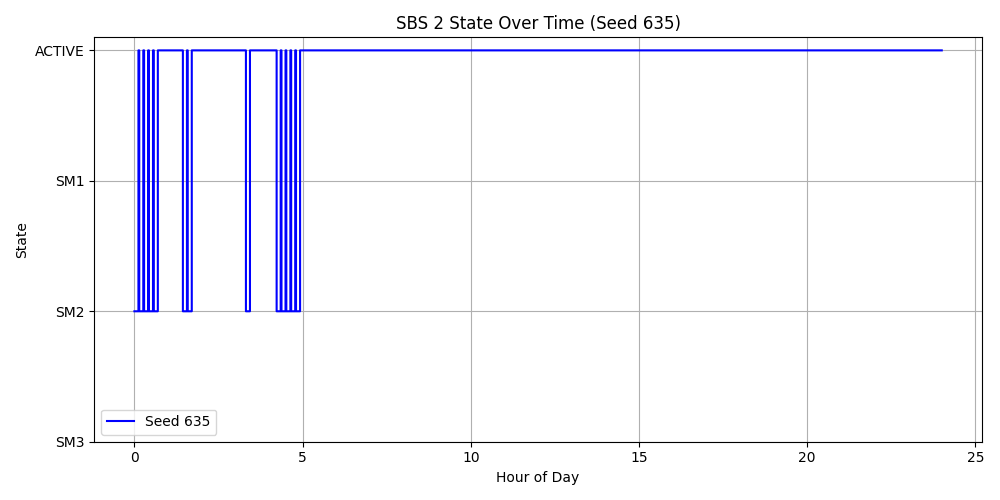 SBS 2 State Over Time (Seed 635)
ACTIVE
SM1
SM2
SM3
State
Seed 635
0 5 10 15 20 25
Hour of Day